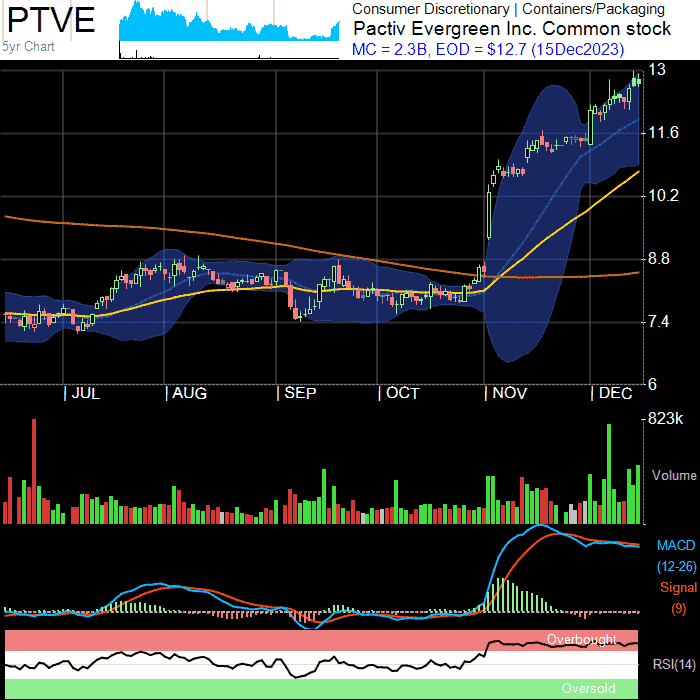 PTVE
5yr Chart
Consumer Discretionary | Containers/Packaging
Pactiv Evergreen Inc. Common stock
MC = 2.3B, EOD = $12.7 (15Dec2023)
13
11.6
10.2
8.8
7.4
6
| JUL | AUG | SEP | OCT | NOV | DEC
823k
Volume
MACD
(12-26)
Signal
(9)
Overbought
RSI(14)
Oversold